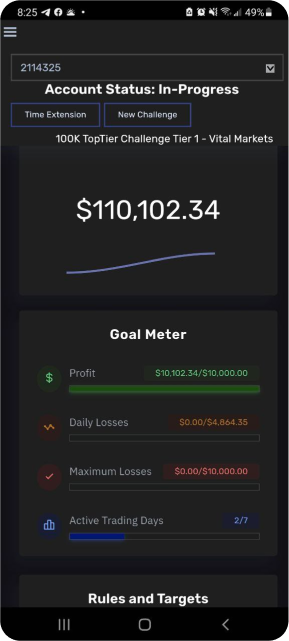 8:25 49%
2114325
Account Status: In-Progress
Time Extension New Challenge
100K TopTier Challenge Tier 1 - Vital Markets
$110,102.34
Goal Meter
$ Profit $10,102.34/$10,000.00
Daily Losses $0.00/$4,864.35
Maximum Losses $0.00/$10,000.00
Active Trading Days 2/7
Rules and Targets